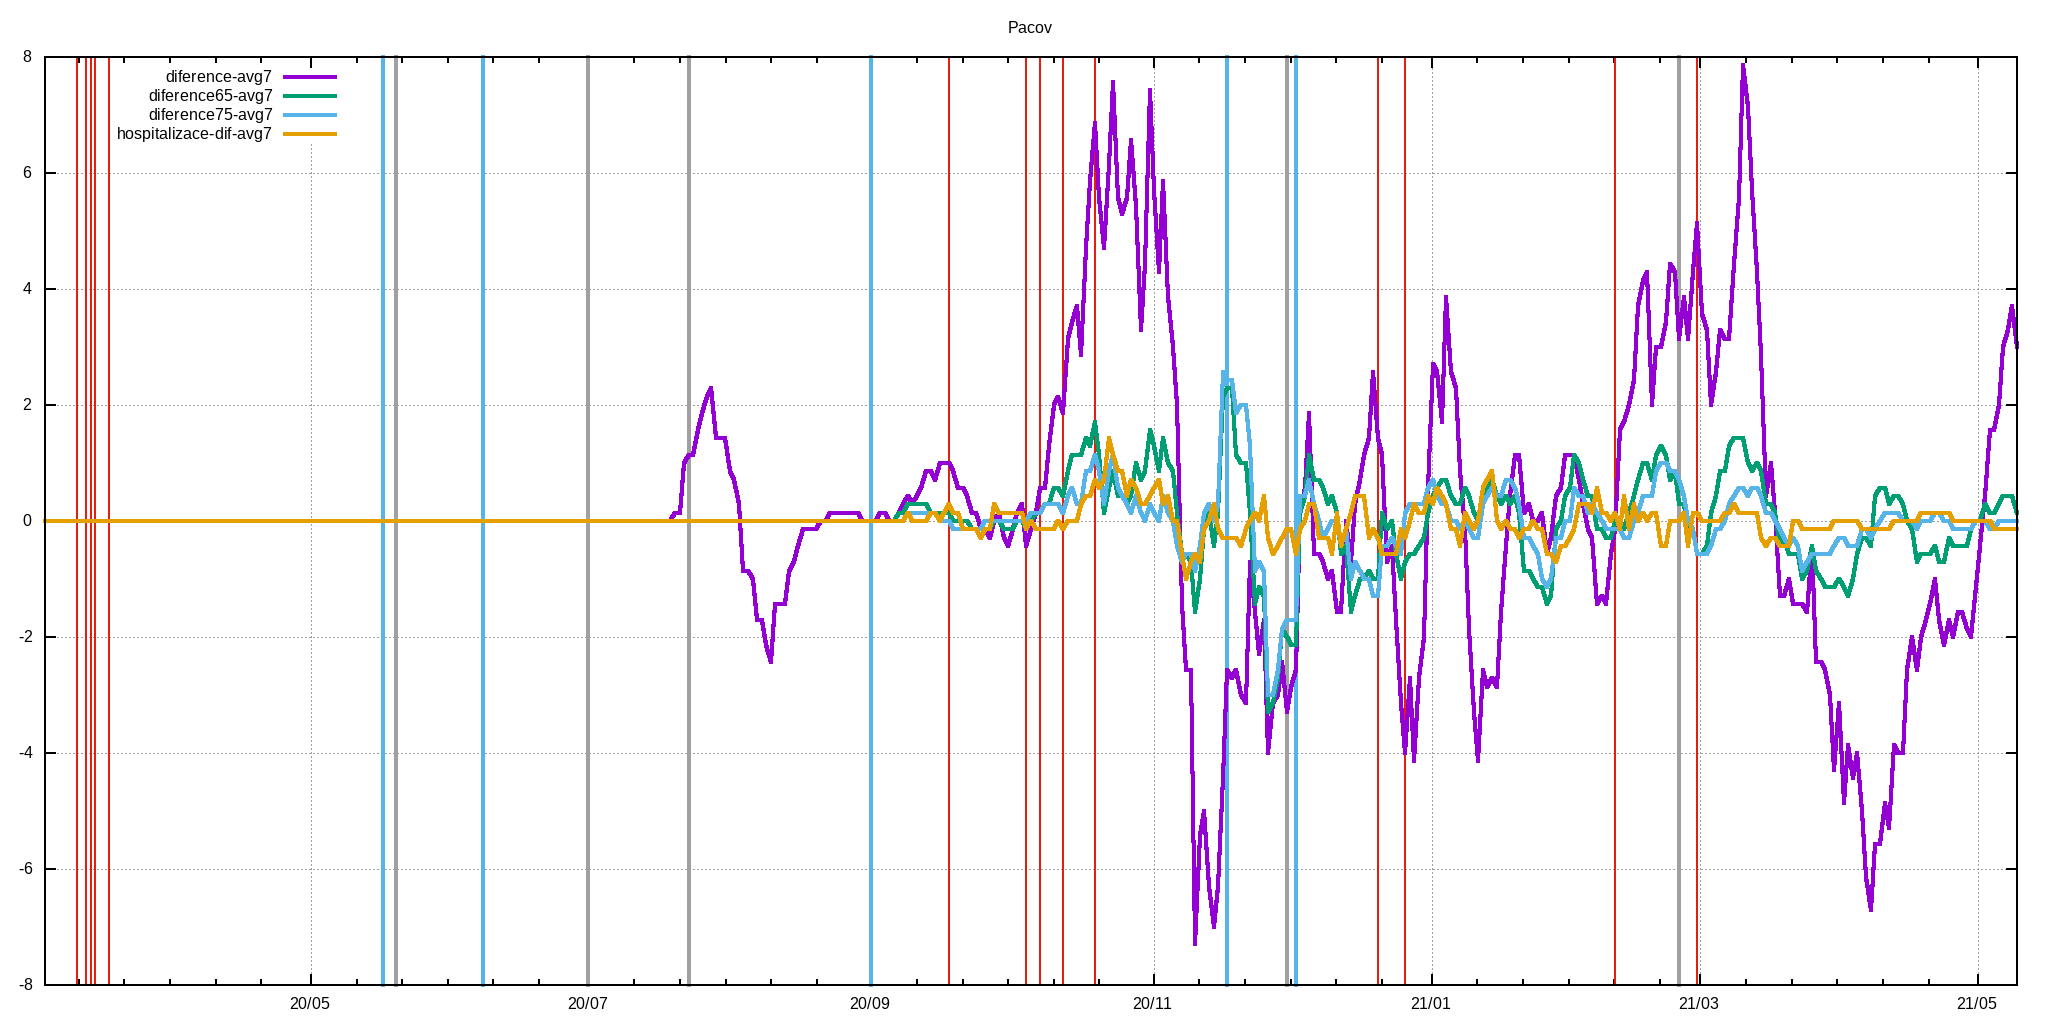 Pacov
diference-avg7
diference65-avg7
diference75-avg7
hospitalizace-dif-avg7
8
6
4
2
0
-2
-4
-6
-8
20/05 20/07 20/09 20/11 21/01 21/03 21/05